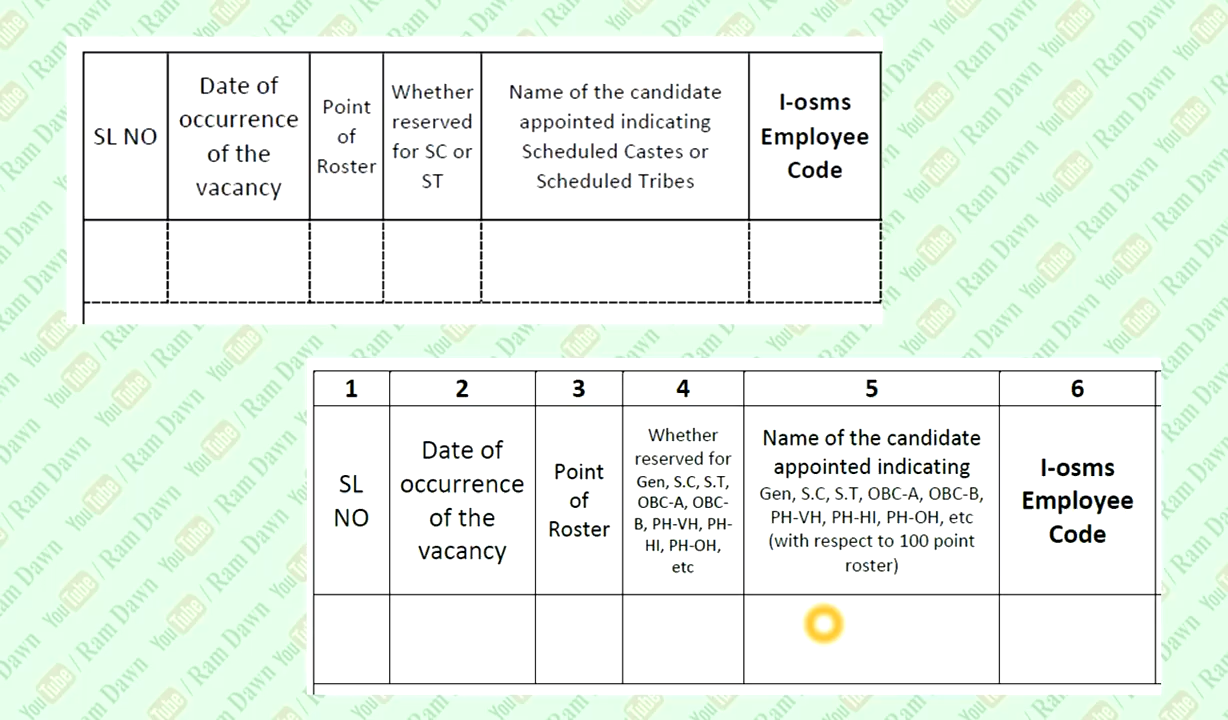 SL NO
Date of
occurrence
of the
vacancy
Point
of
Roster
Whether
reserved
for SC or
ST
Name of the candidate
appointed indicating
Scheduled Castes or
Scheduled Tribes
I-osms
Employee
Code
1
2
3
4
5
6
SL
NO
Date of
occurrence
of the
vacancy
Point
of
Roster
Whether
reserved for
Gen, S.C, S.T,
OBC-A, OBC-
B, PH-VH, PH-
HI, PH-OH,
etc
Name of the candidate
appointed indicating
Gen, S.C, S.T, OBC-A, OBC-B,
PH-VH, PH-HI, PH-OH, etc
(with respect to 100 point
roster)
I-osms
Employee
Code
YouTube / Ram Dawn